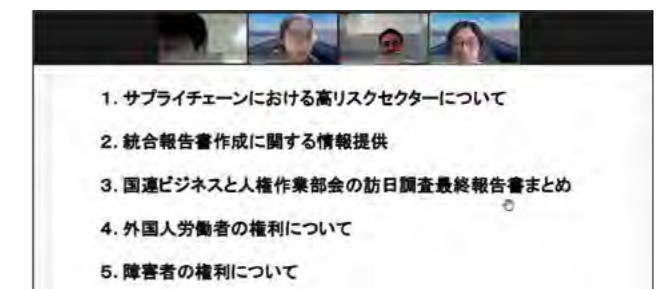 1. サプライチェーンにおける高リスクセクターについて
2. 統合報告書作成に関する情報提供
3. 国連ビジネスと人権作業部会の訪日調査最終報告書まとめ
4. 外国人労働者の権利について
5. 障害者の権利について